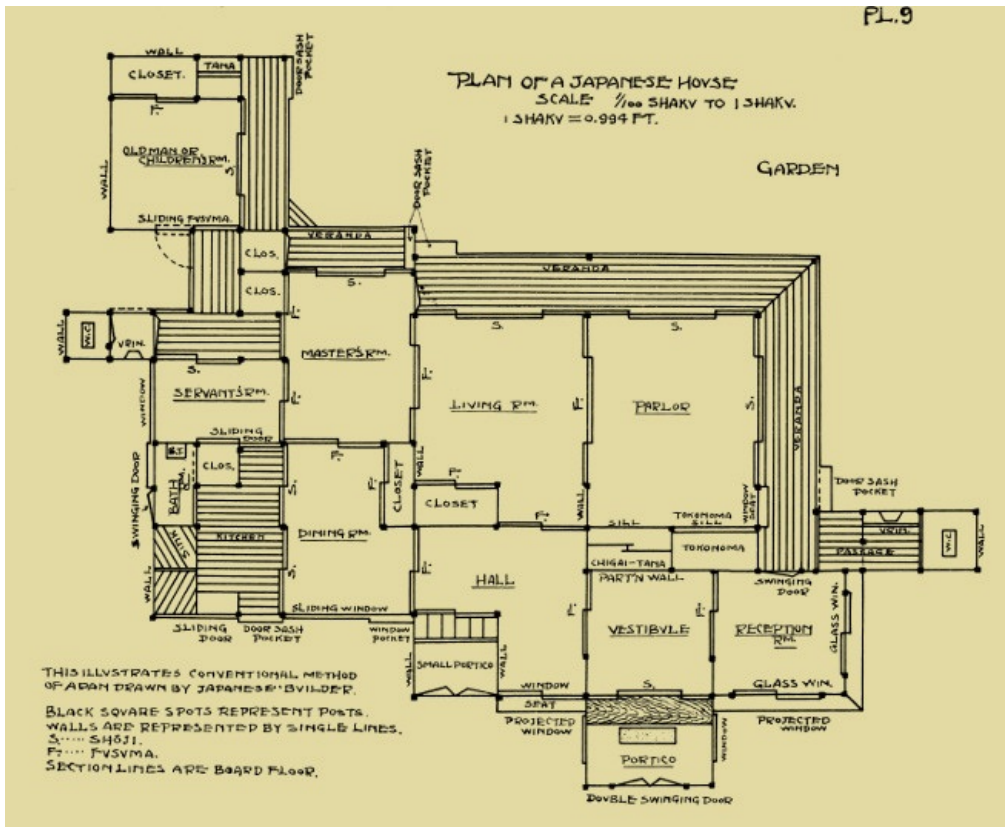 PL.9
PLAN OF A JAPANESE HOUSE
SCALE 1/100 SHAKU TO 1 SHAKU.
1 SHAKU = 0.994 FT.
GARDEN
WALL
CLOSET.
TANA
DOOR SASH
POCKET
F.
WALL
OLD MAN OR
CHILDREN'S RM.
S.
SLIDING FUSUMA.
DOOR SASH
POCKET
CLOS.
VERANDA
VERANDA
CLOS.
S.
F.
WALL
W.C
URIN.
MASTER'S RM.
S.
S.
S.
WINDOW
SERVANT'S RM.
F.
F.
LIVING RM.
F.
PARLOR
S.
VERANDA
SLIDING
DOOR
SWINGING DOOR
BATH
RM.
CLOS.
S.
F.
F.
CLOSET
WALL
F.
CLOSET
WALL
WINDOW
SEAT
DOOR SASH
POCKET
SINK
KITCHEN
DINING RM.
F.
SILL
TOKONOMA
SILL
URIN.
W.C
PASSAGE
WALL
S.
F.
HALL
CHIGAI-TANA
TOKONOMA
PART'N WALL
SWINGING
DOOR
SLIDING WINDOW
SLIDING
DOOR
DOOR SASH
POCKET
WINDOW
POCKET
F.
VESTIBULE
F.
RECEPTION
RM.
GLASS WIN.
WALL
SMALL PORTICO
WALL
WINDOW
SEAT
S.
GLASS WIN.
PROJECTED
WINDOW
WINDOW
PROJECTED
WINDOW
PORTICO
DOUBLE SWINGING DOOR
THIS ILLUSTRATES CONVENTIONAL METHOD
OF A PLAN DRAWN BY JAPANESE BUILDER.
BLACK SQUARE SPOTS REPRESENT POSTS.
WALLS ARE REPRESENTED BY SINGLE LINES.
S..... SHŌJI.
F..... FUSUMA.
SECTION LINES ARE BOARD FLOOR.